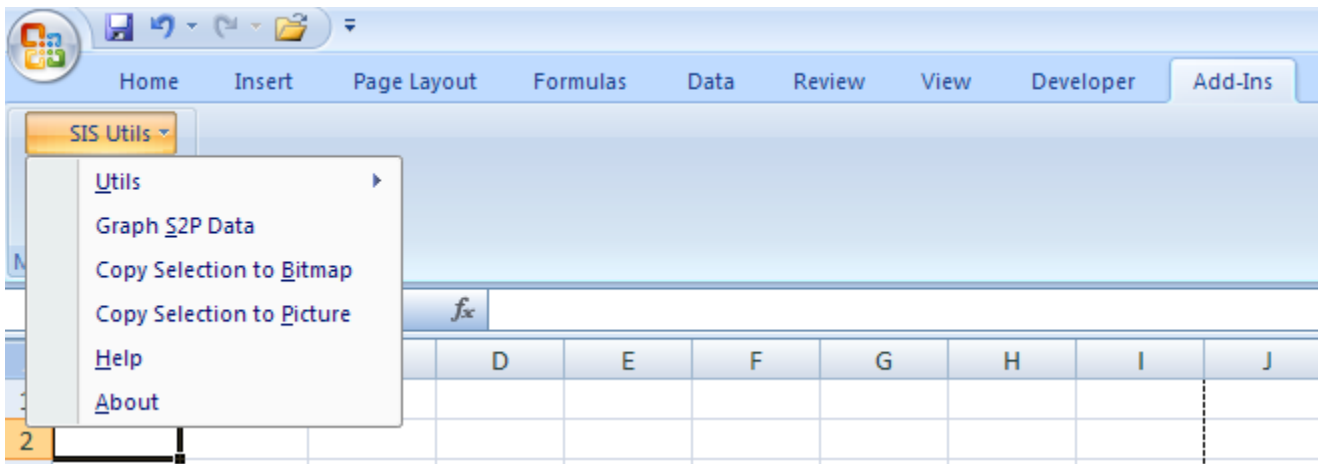 Home Insert Page Layout Formulas Data Review View Developer Add-Ins
SIS Utils
Utils
Graph S2P Data
Copy Selection to Bitmap
Copy Selection to Picture
fx
Help
D E F G H I J
About
2